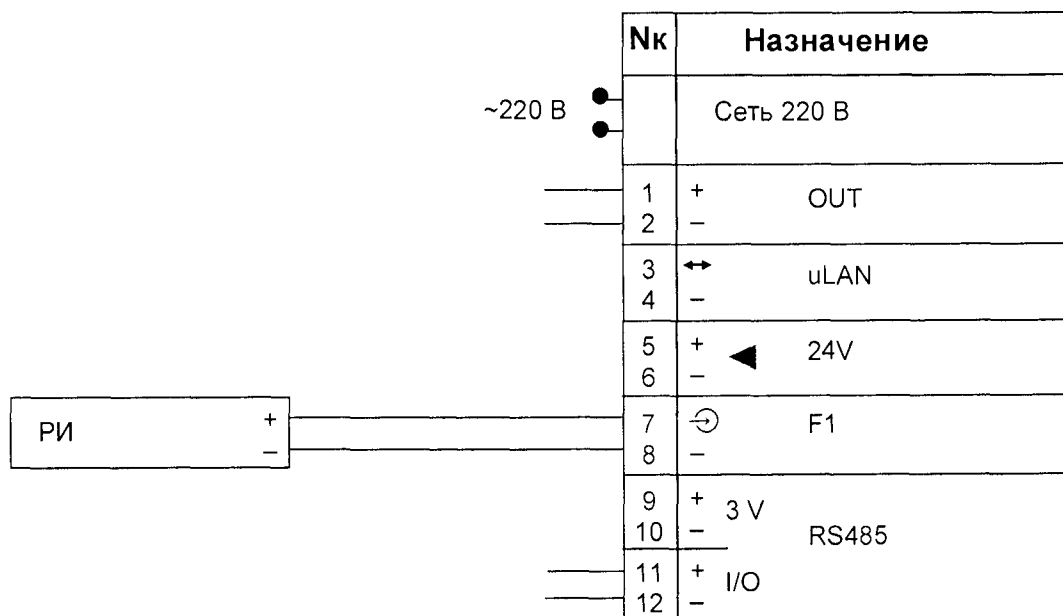 Nк Назначение
~220 В Сеть 220 В
1 +
OUT
2 –
3 ↔
uLAN
4 –
5 +
24V
6 –
РИ + 7 F1
– 8 –
9 +
3 V
10 –
RS485
11 +
I/O
12 –